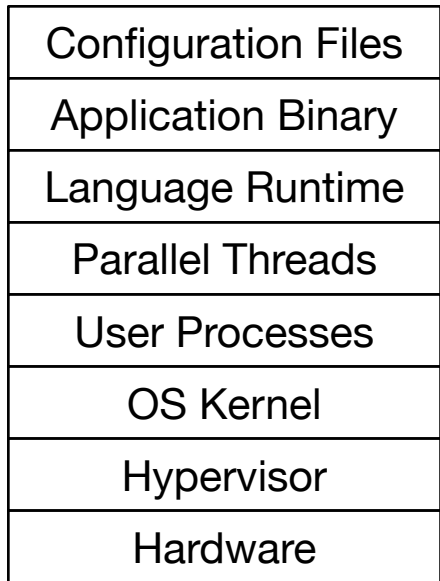 Configuration Files
Application Binary
Language Runtime
Parallel Threads
User Processes
OS Kernel
Hypervisor
Hardware